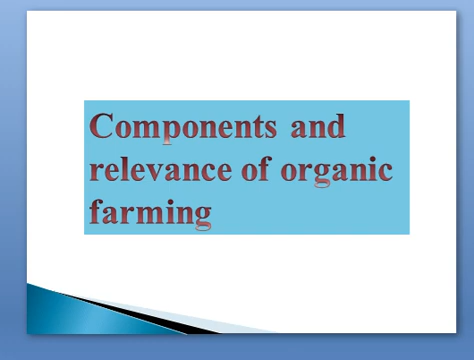 Components and
relevance of organic
farming